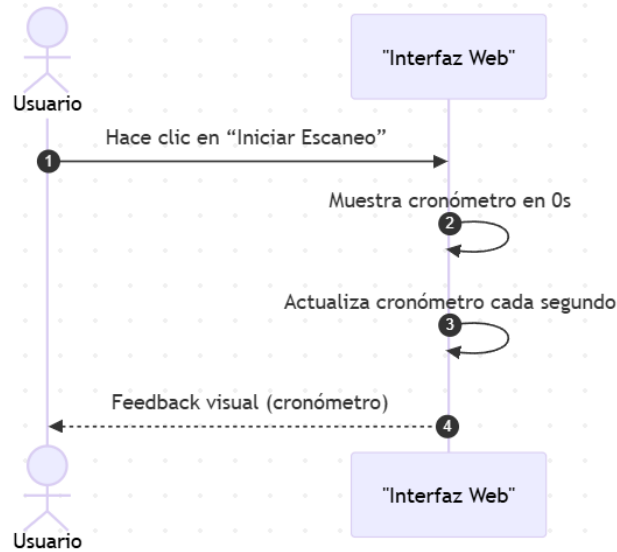 "Interfaz Web"
Usuario
Hace clic en “Iniciar Escaneo”
1
Muestra cronómetro en 0s
2
Actualiza cronómetro cada segundo
3
Feedback visual (cronómetro)
4
"Interfaz Web"
Usuario